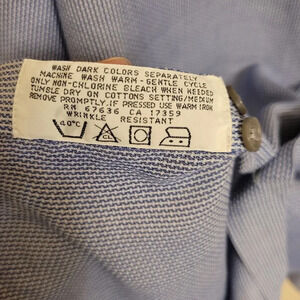 WASH DARK COLORS SEPARATELY
MACHINE WASH WARM - GENTLE CYCLE
ONLY NON-CHLORINE BLEACH WHEN NEEDED
TUMBLE DRY ON COTTONS SETTING/MEDIUM
REMOVE PROMPTLY. IF PRESSED USE WARM IRON
RN 67636 CA 17359
WRINKLE RESISTANT
40°C